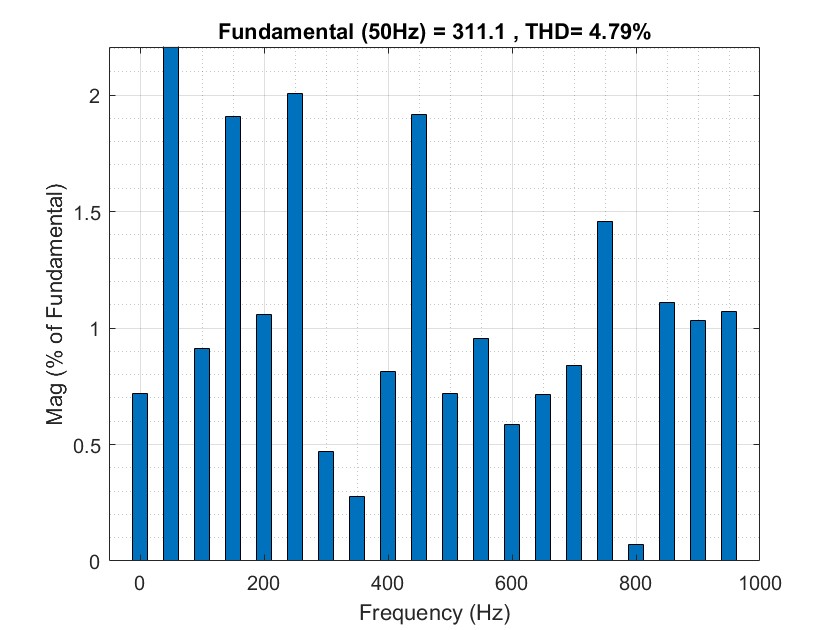 Fundamental (50Hz) = 311.1 , THD= 4.79%
2
1.5
1
0.5
0
Mag (% of Fundamental)
0 200 400 600 800 1000
Frequency (Hz)